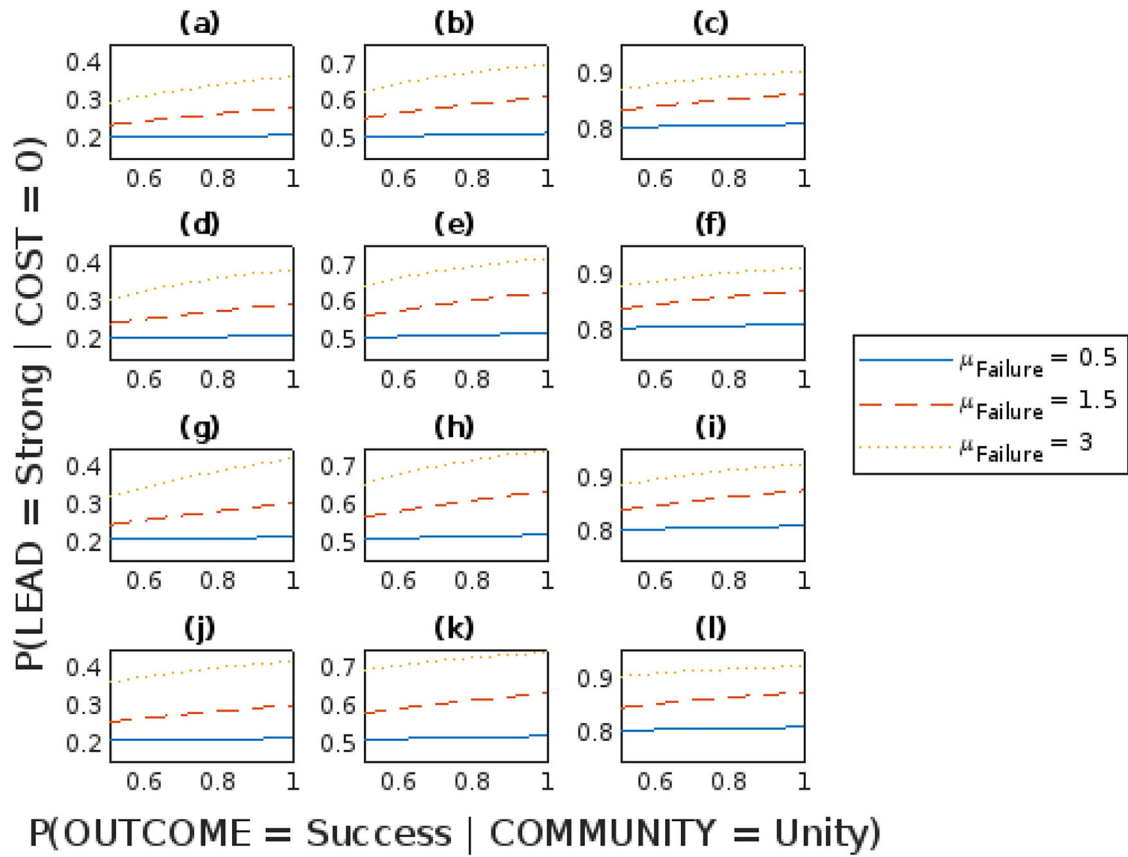 (a) (b) (c)
0.4 0.7 0.9
0.3 0.6
0.2 0.5 0.8
0.6 0.8 1 0.6 0.8 1 0.6 0.8 1
(d) (e) (f)
0.4 0.7 0.9
0.3 0.6
0.2 0.5 0.8
0.6 0.8 1 0.6 0.8 1 0.6 0.8 1
(g) (h) (i)
0.4 0.7 0.9
0.3 0.6
0.2 0.5 0.8
0.6 0.8 1 0.6 0.8 1 0.6 0.8 1
(j) (k) (l)
0.4 0.7 0.9
0.3 0.6
0.2 0.5 0.8
0.6 0.8 1 0.6 0.8 1 0.6 0.8 1
P(LEAD = Strong | COST = 0)
P(OUTCOME = Success | COMMUNITY = Unity)
μFailure = 0.5
μFailure = 1.5
μFailure = 3